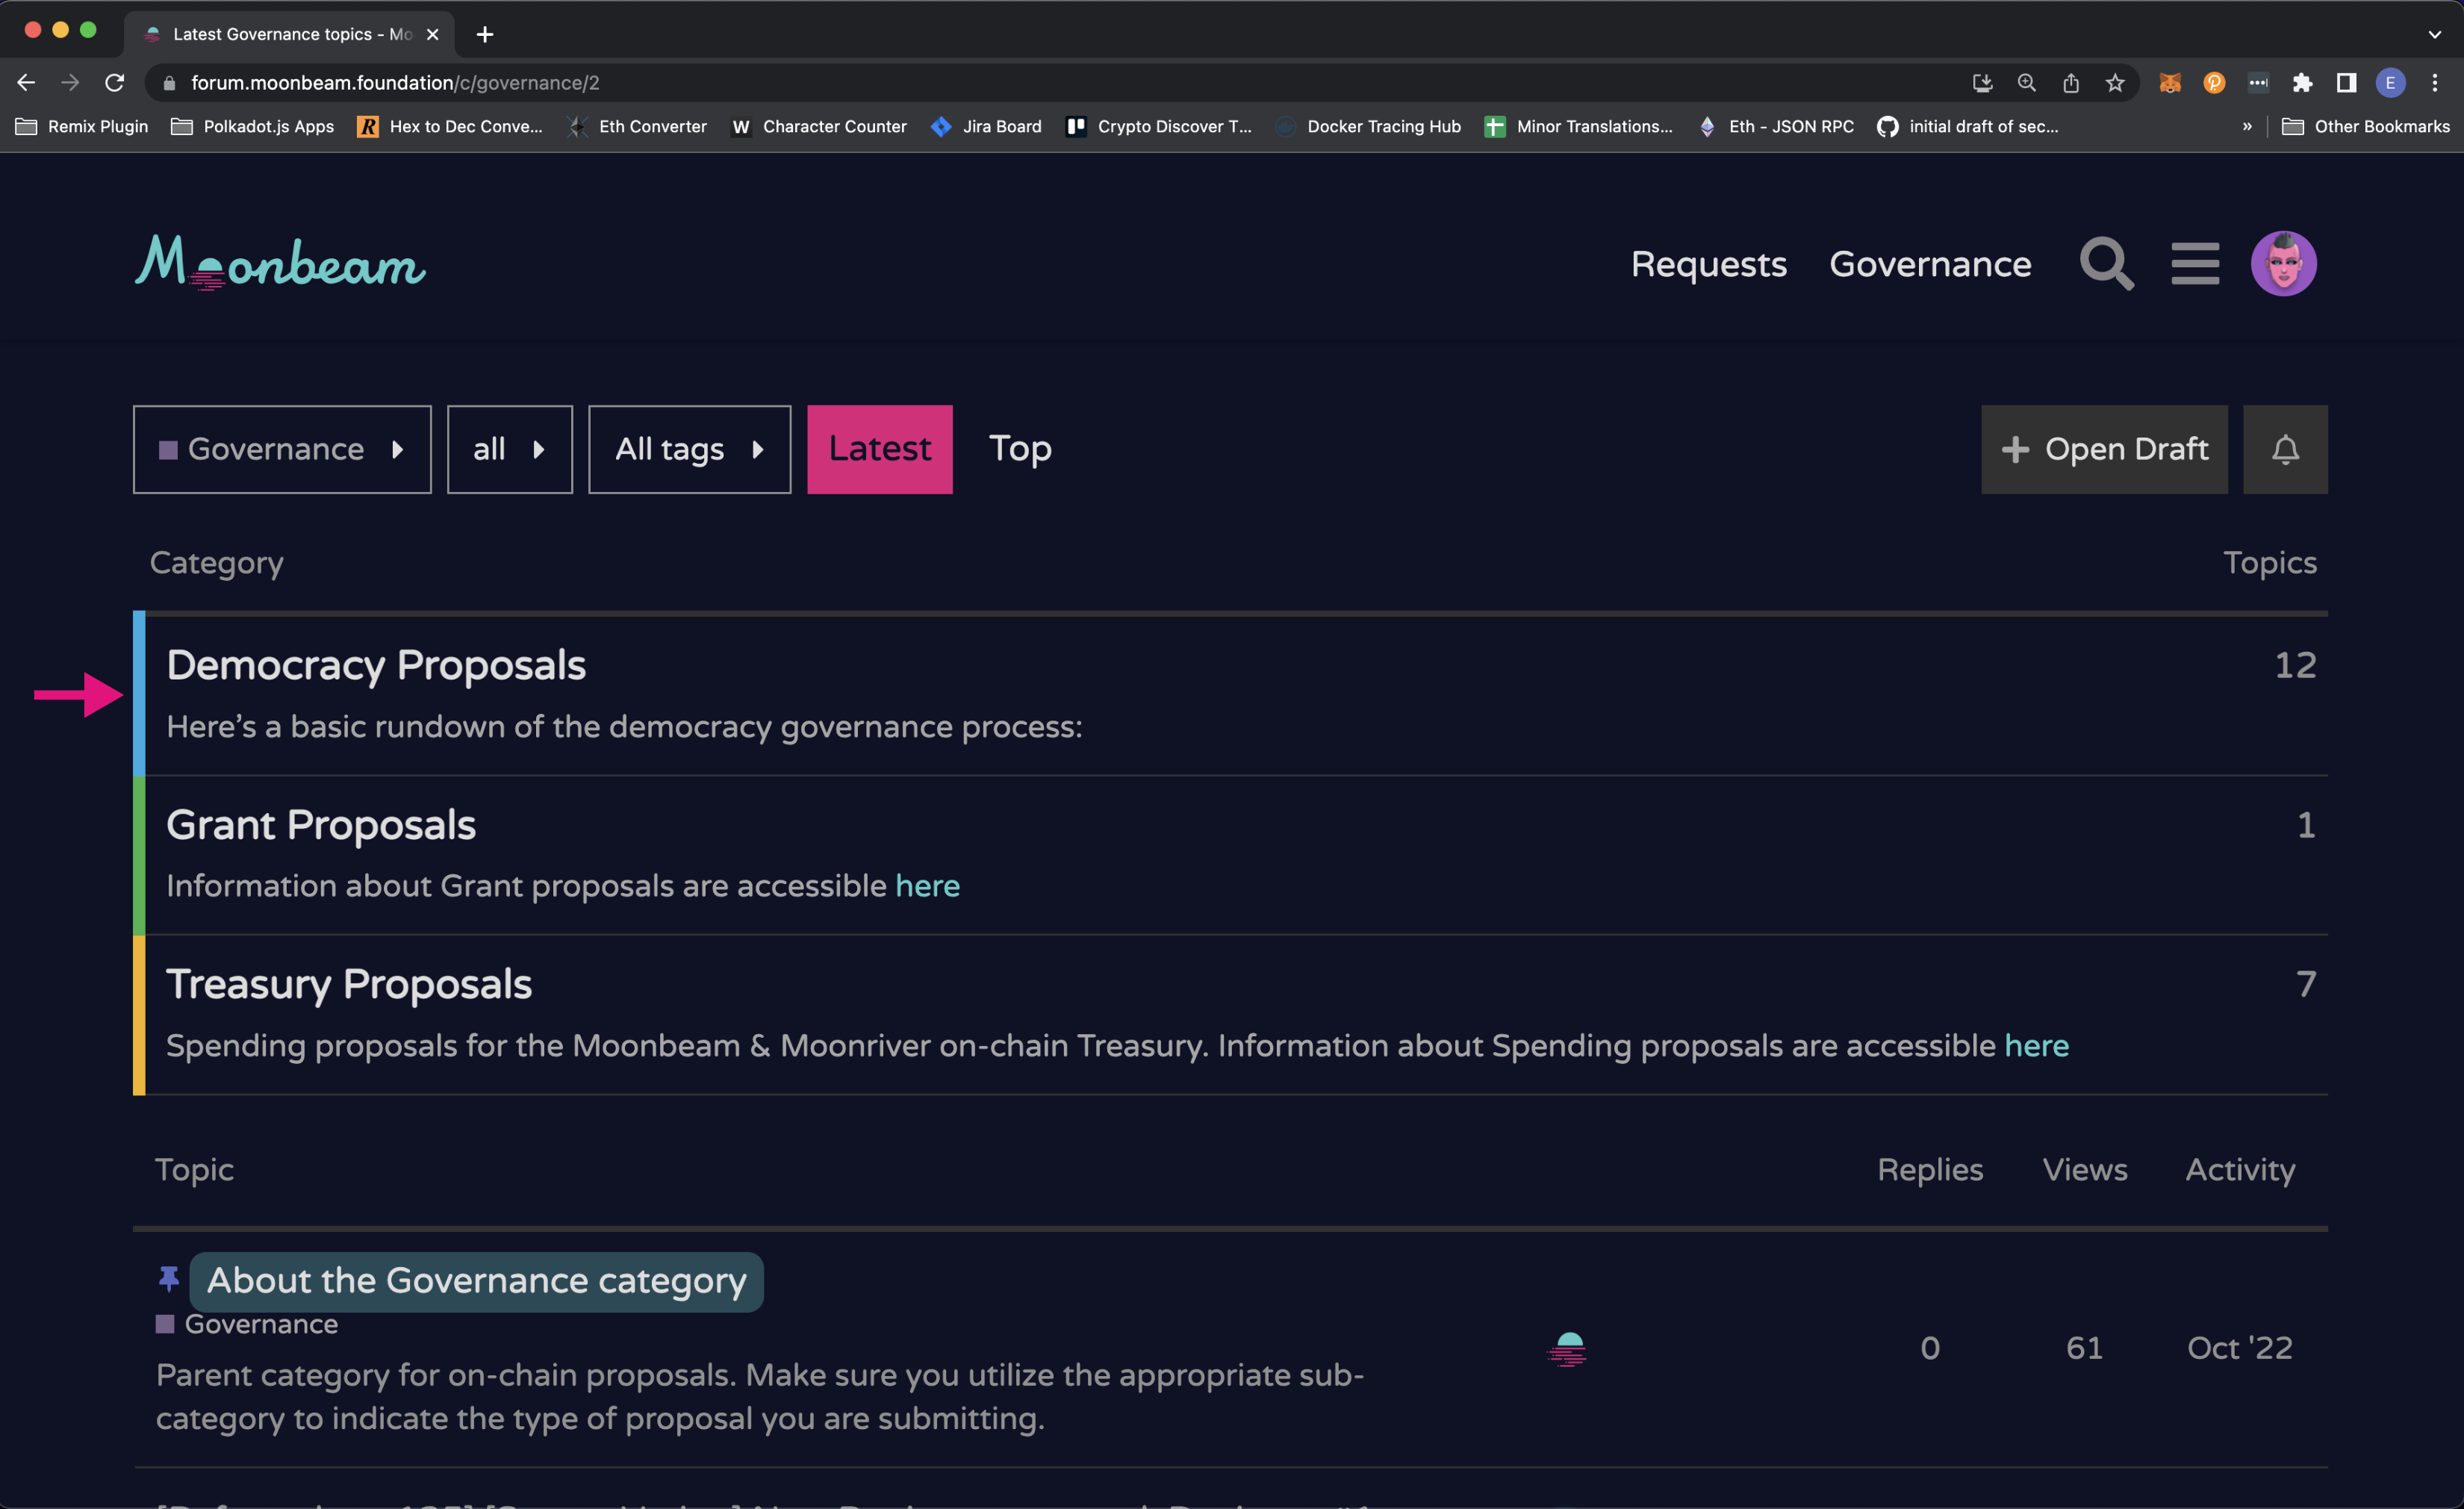 Latest Governance topics - Mo
forum.moonbeam.foundation/c/governance/2
E
Remix Plugin Polkadot.js Apps R Hex to Dec Conve... Eth Converter W Character Counter Jira Board Crypto Discover T... Docker Tracing Hub Minor Translations... Eth - JSON RPC initial draft of sec... » Other Bookmarks
Moonbeam Requests Governance
Governance all All tags Latest Top + Open Draft
Category Topics
Democracy Proposals 12
Here’s a basic rundown of the democracy governance process:
Grant Proposals 1
Information about Grant proposals are accessible here
Treasury Proposals 7
Spending proposals for the Moonbeam & Moonriver on-chain Treasury. Information about Spending proposals are accessible here
Topic Replies Views Activity
About the Governance category
Governance
0 61 Oct '22
Parent category for on-chain proposals. Make sure you utilize the appropriate sub-
category to indicate the type of proposal you are submitting.